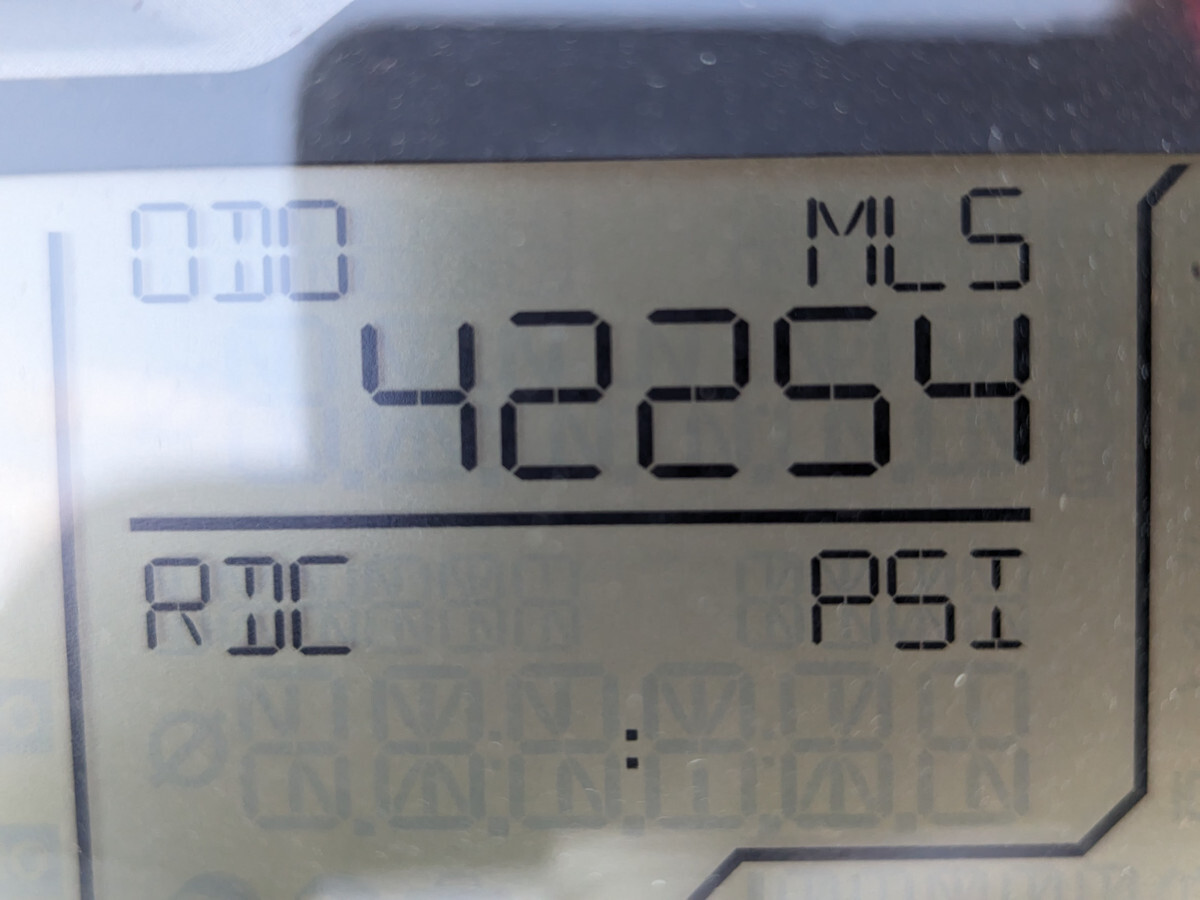 ODO MLS
42254
RDC PSI
: